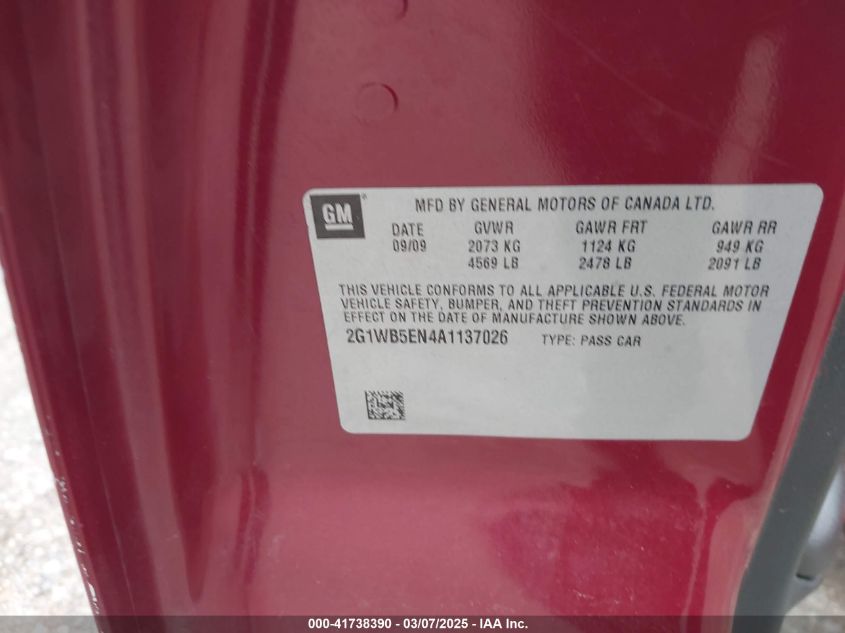 GM®
MFD BY GENERAL MOTORS OF CANADA LTD.
DATE GVWR GAWR FRT GAWR RR
09/09 2073 KG 1124 KG 949 KG
4569 LB 2478 LB 2091 LB
THIS VEHICLE CONFORMS TO ALL APPLICABLE U.S. FEDERAL MOTOR
VEHICLE SAFETY, BUMPER, AND THEFT PREVENTION STANDARDS IN
EFFECT ON THE DATE OF MANUFACTURE SHOWN ABOVE.
2G1WB5EN4A1137026 TYPE: PASS CAR
000-41738390 - 03/07/2025 - IAA Inc.